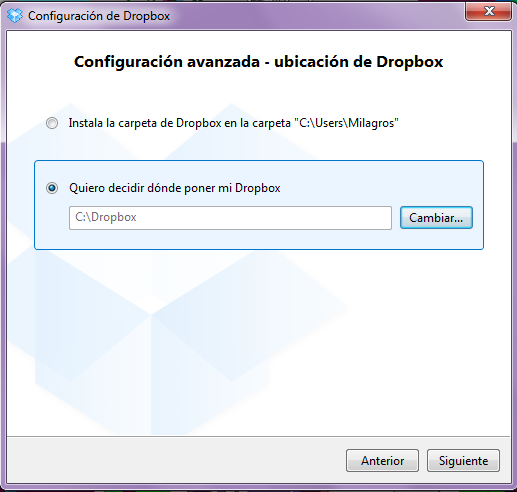 Configuración de Dropbox
Configuración avanzada - ubicación de Dropbox
Instala la carpeta de Dropbox en la carpeta "C:\Users\Milagros"
Quiero decidir dónde poner mi Dropbox
C:\Dropbox
Cambiar...
Anterior
Siguiente